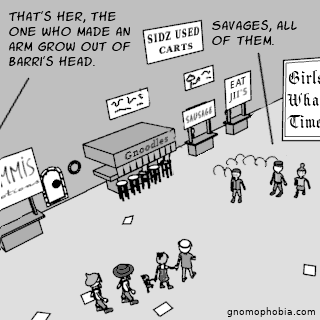 THAT'S HER, THE
ONE WHO MADE AN
ARM GROW OUT OF
BARRI'S HEAD.
SAVAGES, ALL
OF THEM.
SIDZ USED
CARTS
EAT
JII'S
SAUSAGE
Girls
Wha
Time
Gnoodles
MMIS
gnomophobia.com